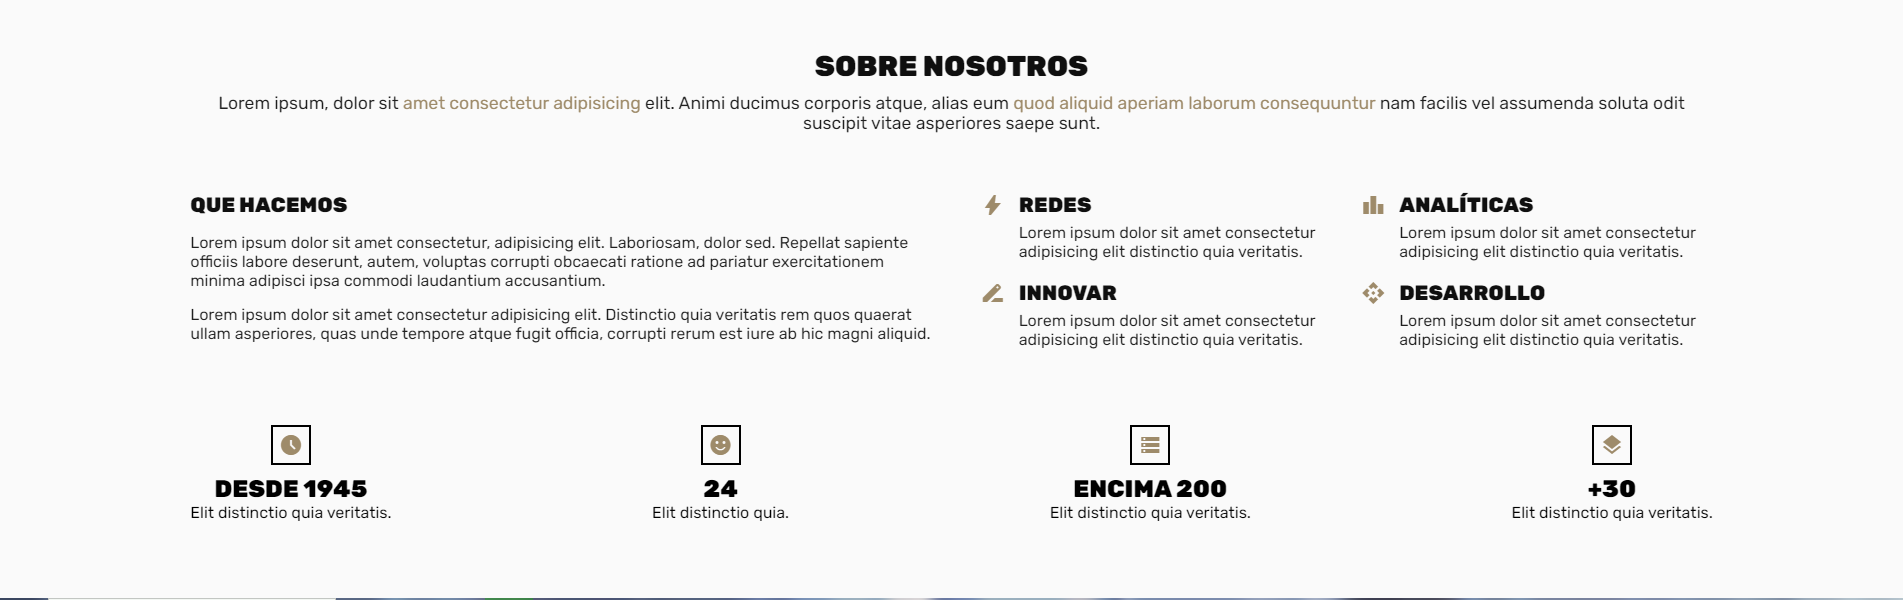 SOBRE NOSOTROS
Lorem ipsum, dolor sit amet consectetur adipisicing elit. Animi ducimus corporis atque, alias eum quod aliquid aperiam laborum consequuntur nam facilis vel assumenda soluta odit
suscipit vitae asperiores saepe sunt.
QUE HACEMOS
Lorem ipsum dolor sit amet consectetur, adipisicing elit. Laboriosam, dolor sed. Repellat sapiente
officiis labore deserunt, autem, voluptas corrupti obcaecati ratione ad pariatur exercitationem
minima adipisci ipsa commodi laudantium accusantium.
Lorem ipsum dolor sit amet consectetur adipisicing elit. Distinctio quia veritatis rem quos quaerat
ullam asperiores, quas unde tempore atque fugit officia, corrupti rerum est iure ab hic magni aliquid.
REDES
Lorem ipsum dolor sit amet consectetur
adipisicing elit distinctio quia veritatis.
ANALÍTICAS
Lorem ipsum dolor sit amet consectetur
adipisicing elit distinctio quia veritatis.
INNOVAR
Lorem ipsum dolor sit amet consectetur
adipisicing elit distinctio quia veritatis.
DESARROLLO
Lorem ipsum dolor sit amet consectetur
adipisicing elit distinctio quia veritatis.
DESDE 1945
Elit distinctio quia veritatis.
24
Elit distinctio quia.
ENCIMA 200
Elit distinctio quia veritatis.
+30
Elit distinctio quia veritatis.